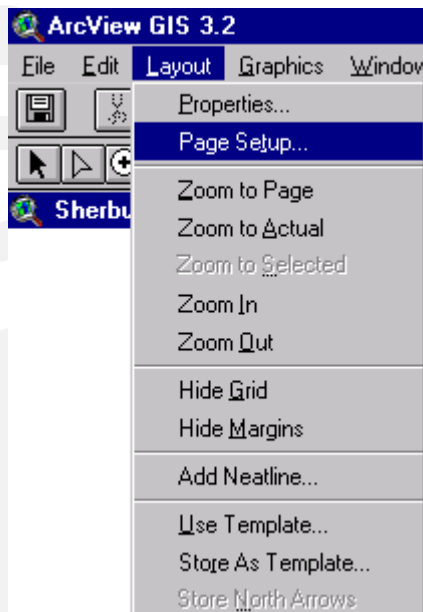 ArcView GIS 3.2
File Edit Layout Graphics Window
Properties...
Page Setup...
Sherbu
Zoom to Page
Zoom to Actual
Zoom to Selected
Zoom In
Zoom Out
Hide Grid
Hide Margins
Add Neatline...
Use Template...
Store As Template...
Store North Arrows